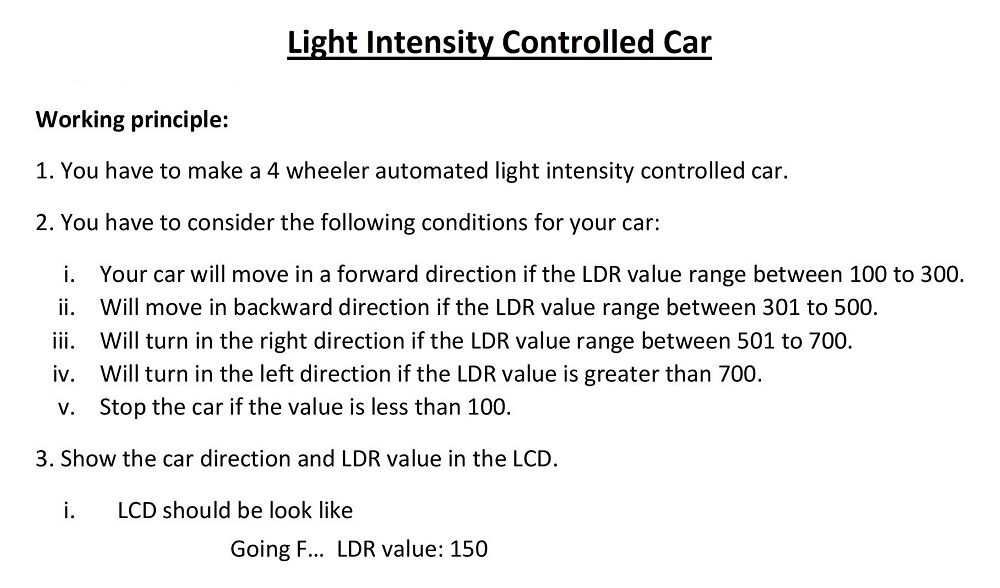 Light Intensity Controlled Car
Working principle:
1. You have to make a 4 wheeler automated light intensity controlled car.
2. You have to consider the following conditions for your car:
i. Your car will move in a forward direction if the LDR value range between 100 to 300.
ii. Will move in backward direction if the LDR value range between 301 to 500.
iii. Will turn in the right direction if the LDR value range between 501 to 700.
iv. Will turn in the left direction if the LDR value is greater than 700.
v. Stop the car if the value is less than 100.
3. Show the car direction and LDR value in the LCD.
i. LCD should be look like
Going F... LDR value: 150